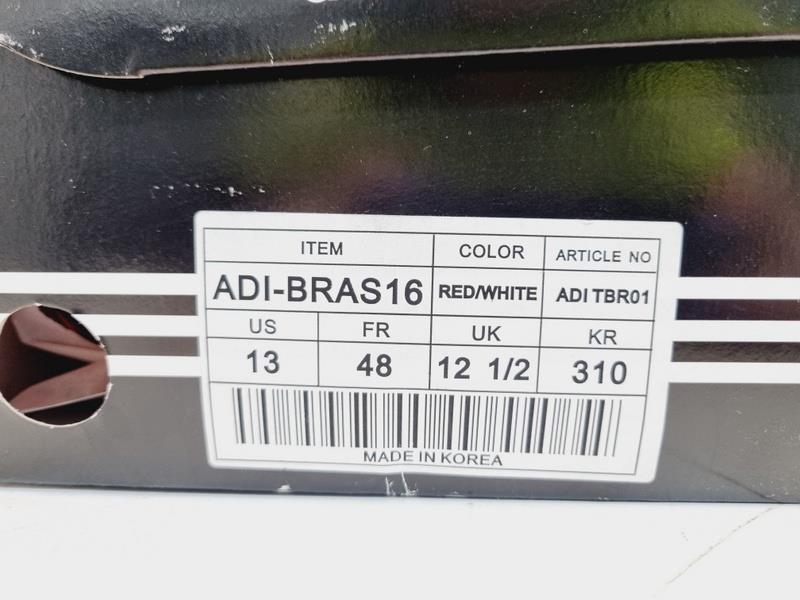 ITEM COLOR ARTICLE NO
ADI-BRAS16 RED/WHITE ADI TBR01
US FR UK KR
13 48 12 1/2 310
MADE IN KOREA